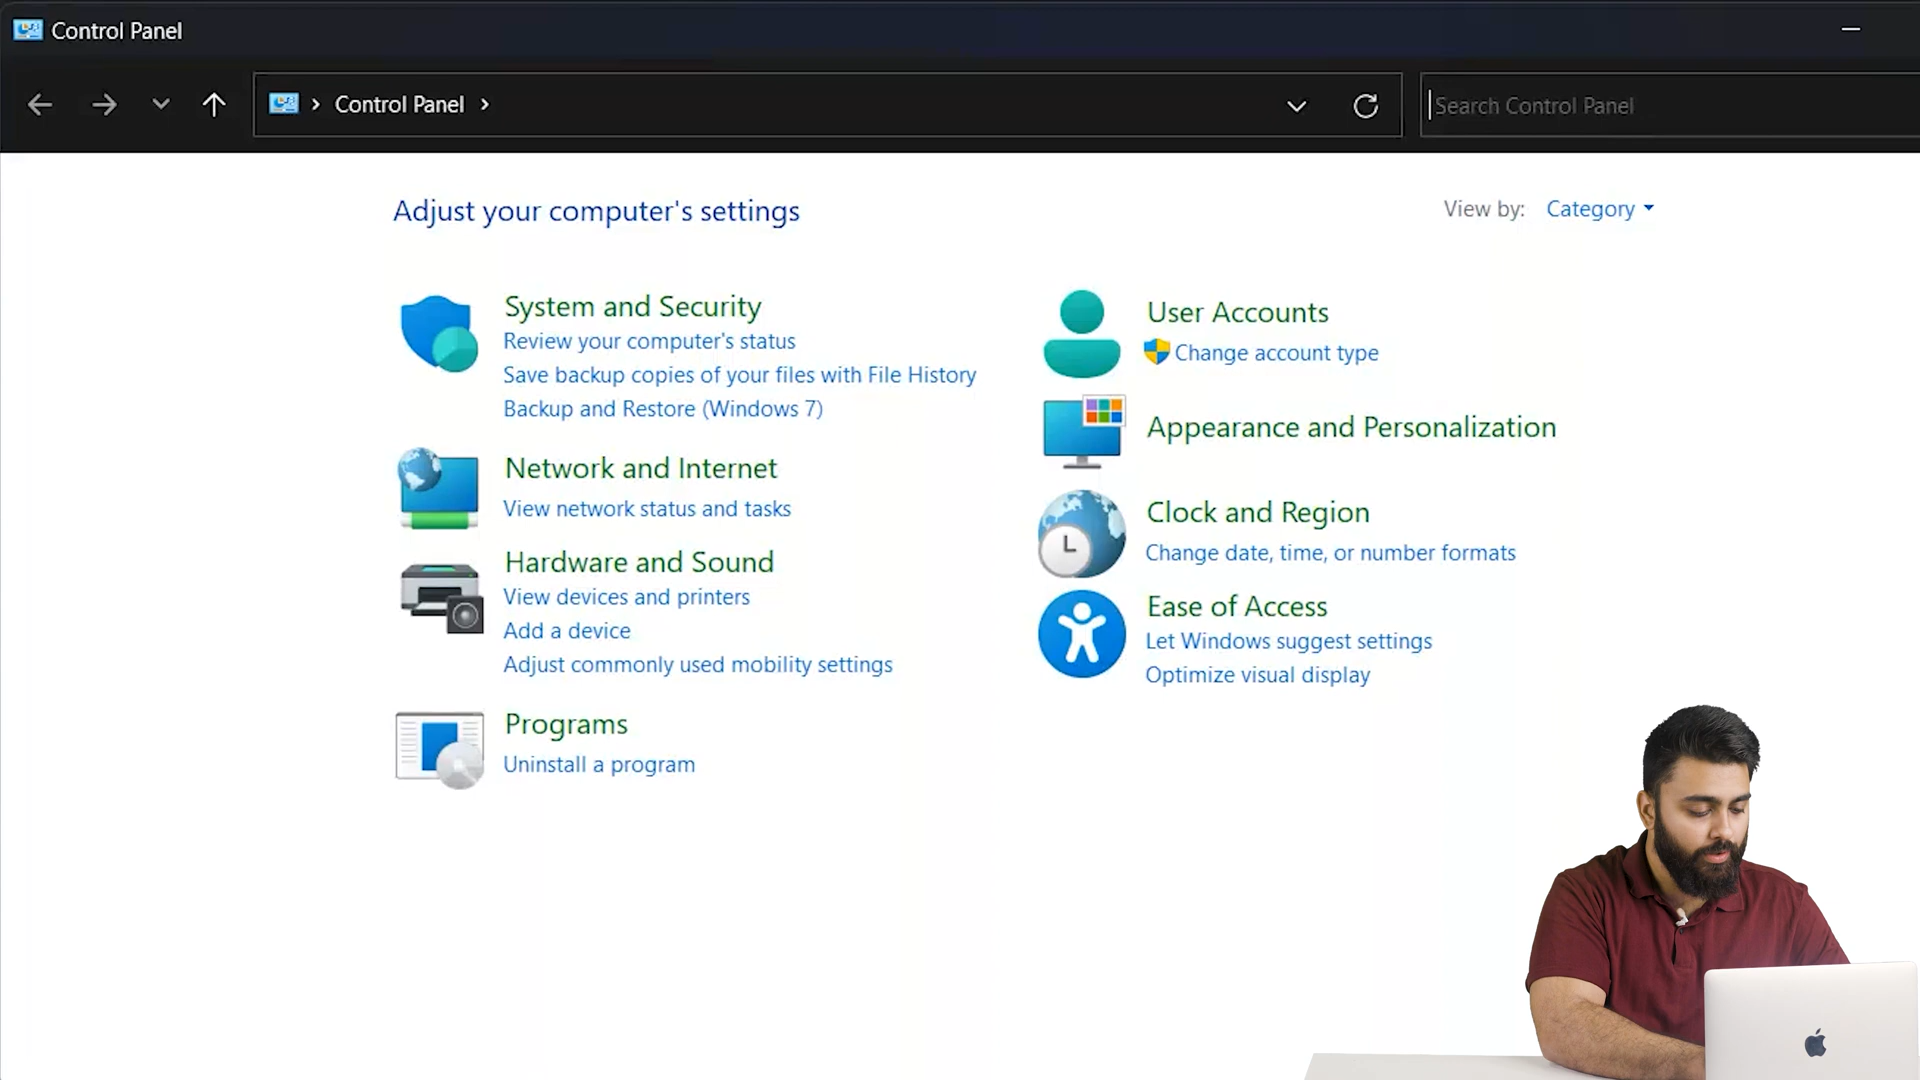 Control Panel
Control Panel
Search Control Panel
Adjust your computer's settings
View by: Category
System and Security
Review your computer's status
Save backup copies of your files with File History
Backup and Restore (Windows 7)
Network and Internet
View network status and tasks
Hardware and Sound
View devices and printers
Add a device
Adjust commonly used mobility settings
Programs
Uninstall a program
User Accounts
Change account type
Appearance and Personalization
Clock and Region
Change date, time, or number formats
Ease of Access
Let Windows suggest settings
Optimize visual display